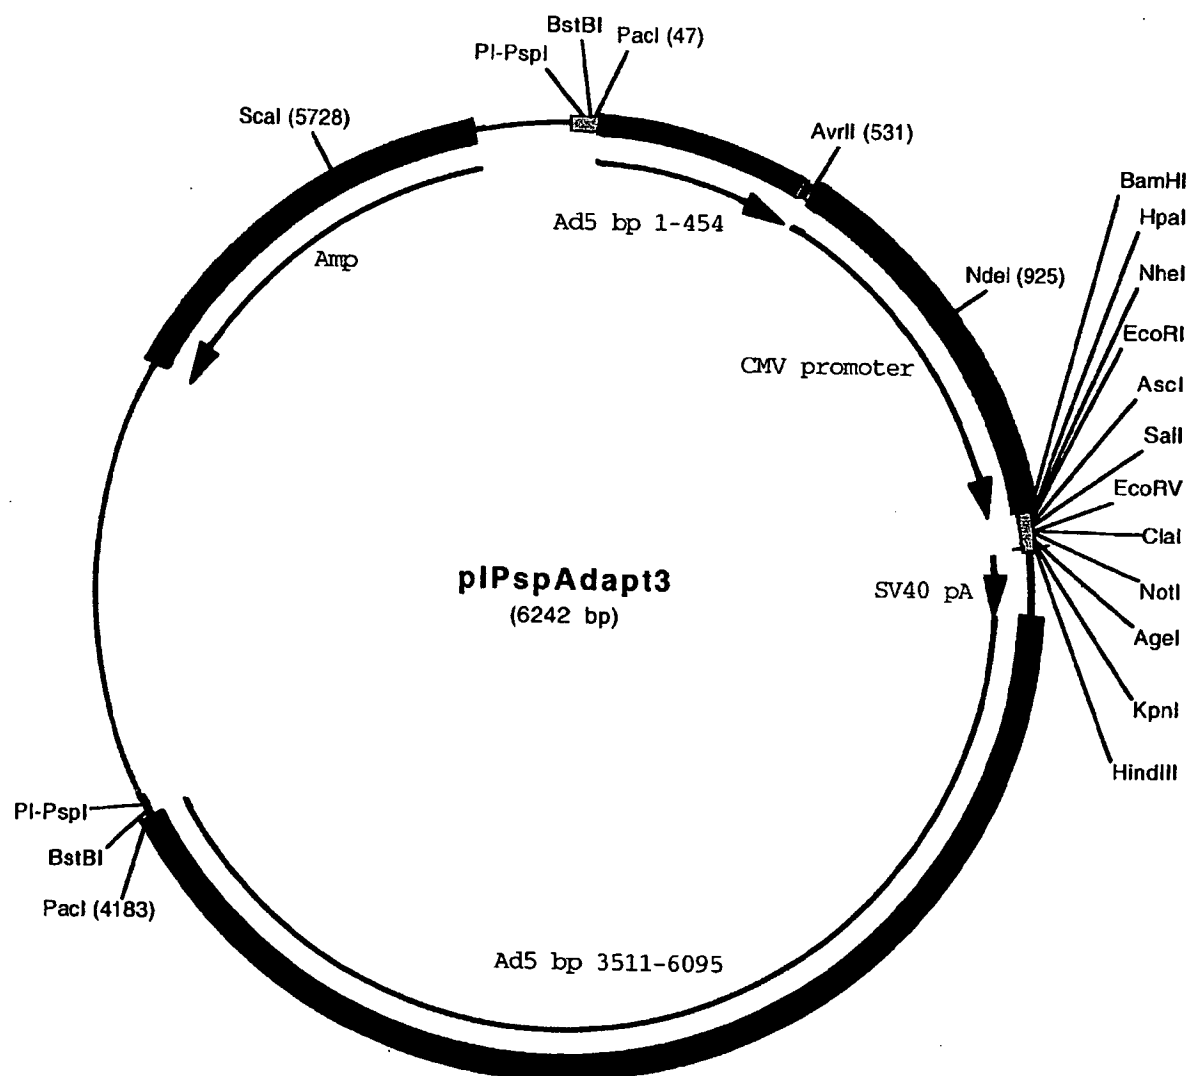 BstBI
PacI (47)
PI-PspI
ScaI (5728)
AvrII (531)
BamHI
HpaI
Ad5 bp 1-454
Amp
NdeI (925)
NheI
EcoRI
CMV promoter
AscI
SalI
EcoRV
ClaI
pIPspAdapt3
(6242 bp)
SV40 pA
NotI
AgeI
KpnI
HindIII
PI-PspI
BstBI
PacI (4183)
Ad5 bp 3511-6095